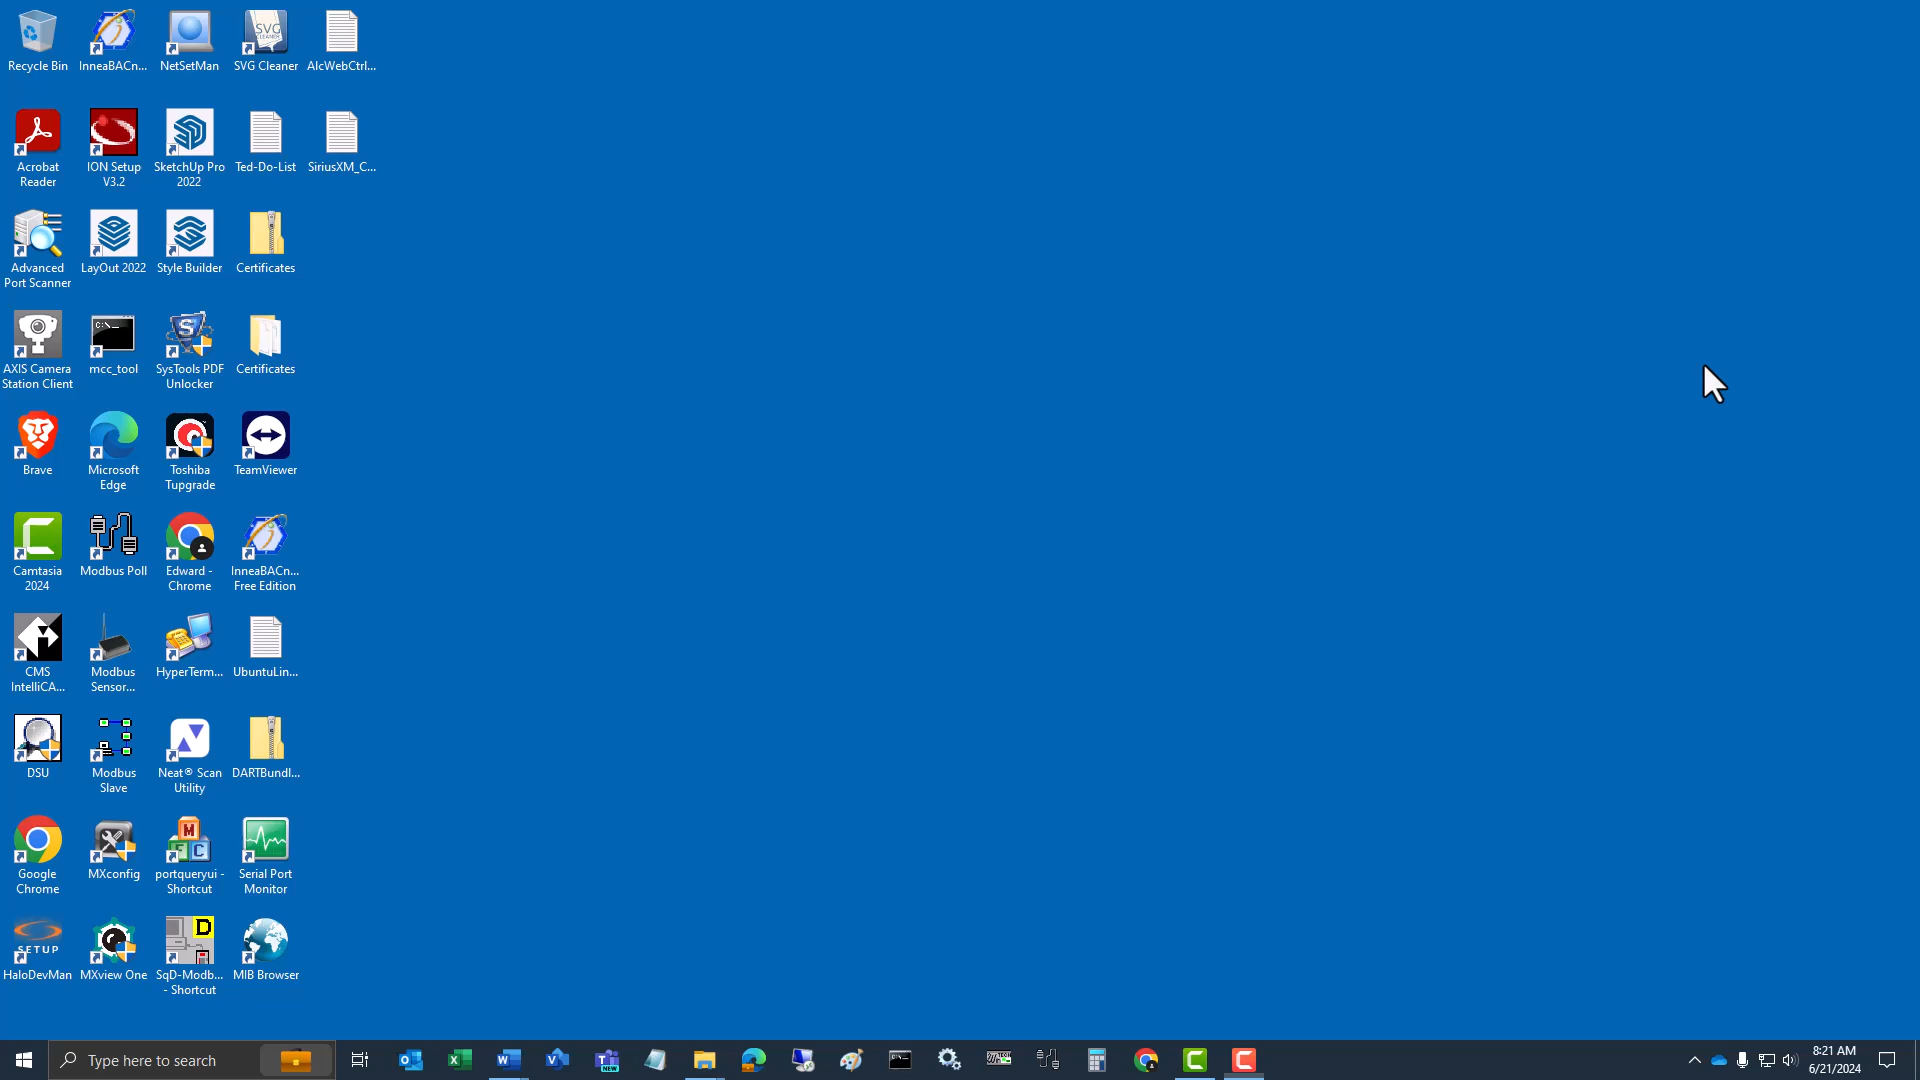 Recycle Bin
InneaBACn...
NetSetMan
SVG Cleaner
AlcWebCtrl...
Acrobat
Reader
ION Setup
V3.2
SketchUp Pro
2022
Ted-Do-List
SiriusXM_C...
Advanced
Port Scanner
LayOut 2022
Style Builder
Certificates
AXIS Camera
Station Client
mcc_tool
SysTools PDF
Unlocker
Certificates
Brave
Microsoft
Edge
Toshiba
Tupgrade
TeamViewer
Camtasia
2024
Modbus Poll
Edward -
Chrome
InneaBACn...
Free Edition
CMS
IntelliCA...
Modbus
Sensor...
HyperTerm...
UbuntuLin...
DSU
Modbus
Slave
Neat® Scan
Utility
DARTBundl...
Google
Chrome
MXconfig
portqueryui -
Shortcut
Serial Port
Monitor
SETUP
HaloDevMan
MXview One
D
SqD-Modb...
- Shortcut
MIB Browser
Type here to search
8:21 AM
6/21/2024